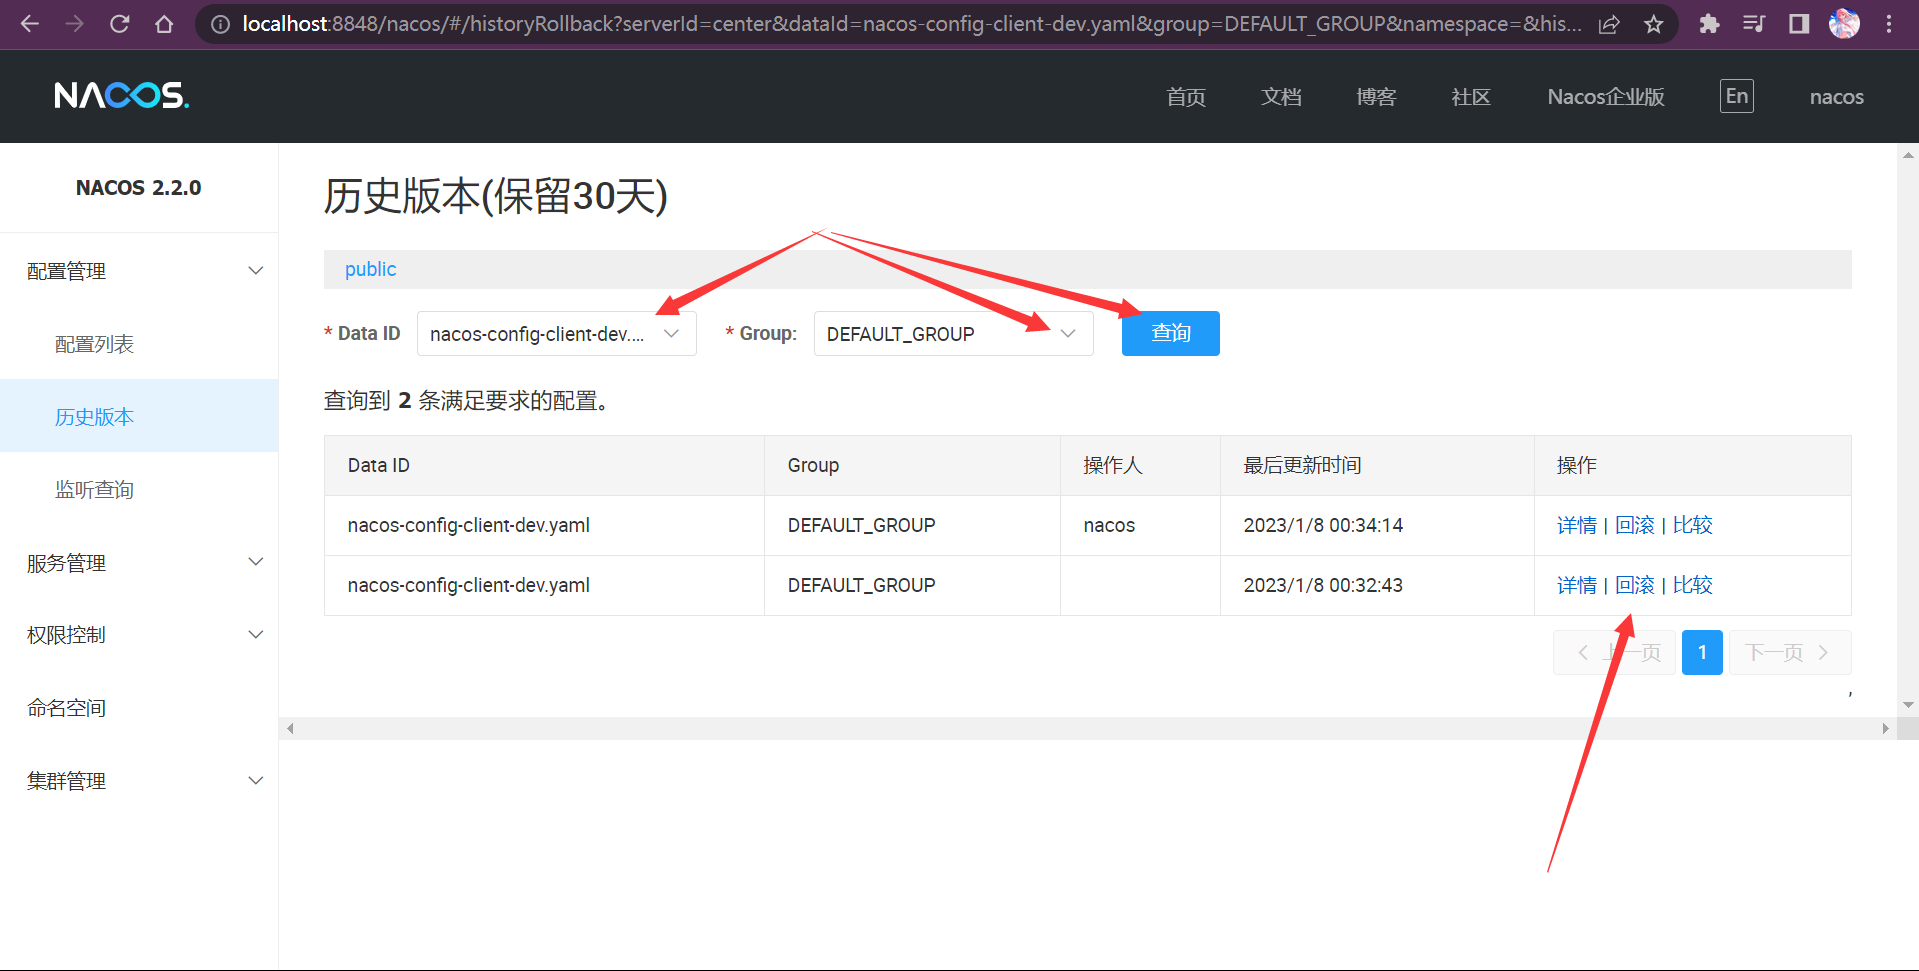 localhost:8848/nacos/#/historyRollback?serverId=center&dataId=nacos-config-client-dev.yaml&group=DEFAULT_GROUP&namespace=&his...
NACOS.
首页 文档 博客 社区 Nacos企业版 En nacos
NACOS 2.2.0
配置管理
配置列表
历史版本
监听查询
服务管理
权限控制
命名空间
集群管理
历史版本(保留30天)
public
* Data ID nacos-config-client-dev.... * Group: DEFAULT_GROUP 查询
查询到 2 条满足要求的配置。
Data ID Group 操作人 最后更新时间 操作
nacos-config-client-dev.yaml DEFAULT_GROUP nacos 2023/1/8 00:34:14 详情 | 回滚 | 比较
nacos-config-client-dev.yaml DEFAULT_GROUP 2023/1/8 00:32:43 详情 | 回滚 | 比较
上一页 1 下一页
,